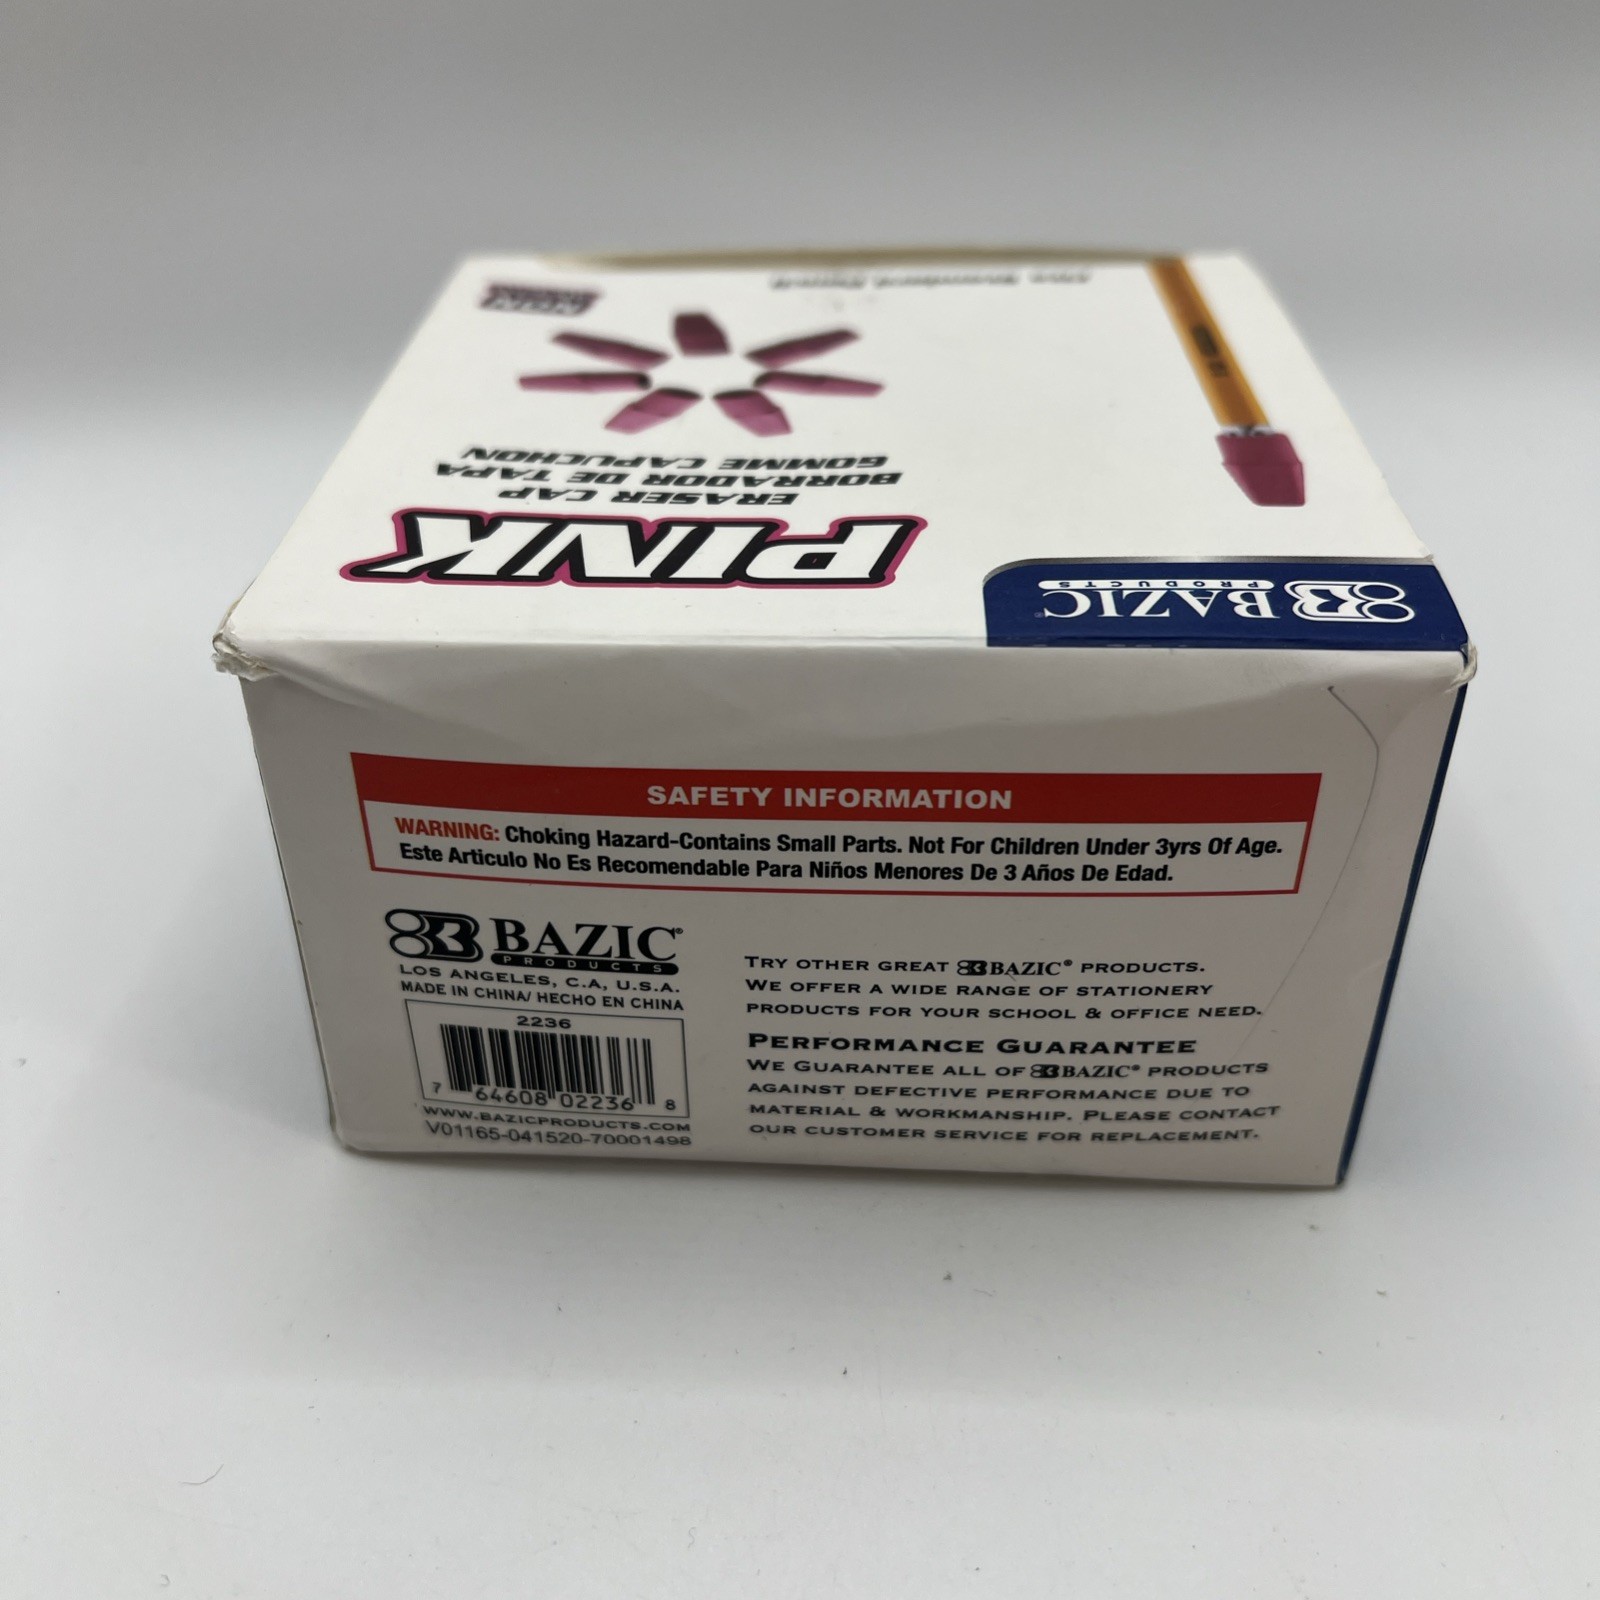 BAZIC®
PRODUCTS
PINK
ERASER CAP
BORRADOR DE TAPA
GOMME CAPUCHON
SAFETY INFORMATION
WARNING: Choking Hazard-Contains Small Parts. Not For Children Under 3yrs Of Age.
Este Articulo No Es Recomendable Para Niños Menores De 3 Años De Edad.
BAZIC®
PRODUCTS
LOS ANGELES, C.A, U.S.A.
MADE IN CHINA/ HECHO EN CHINA
2236
7 64608 02236 8
WWW.BAZICPRODUCTS.COM
V01165-041520-70001498
TRY OTHER GREAT BAZIC® PRODUCTS.
WE OFFER A WIDE RANGE OF STATIONERY
PRODUCTS FOR YOUR SCHOOL & OFFICE NEED.
PERFORMANCE GUARANTEE
WE GUARANTEE ALL OF BAZIC® PRODUCTS
AGAINST DEFECTIVE PERFORMANCE DUE TO
MATERIAL & WORKMANSHIP. PLEASE CONTACT
OUR CUSTOMER SERVICE FOR REPLACEMENT.